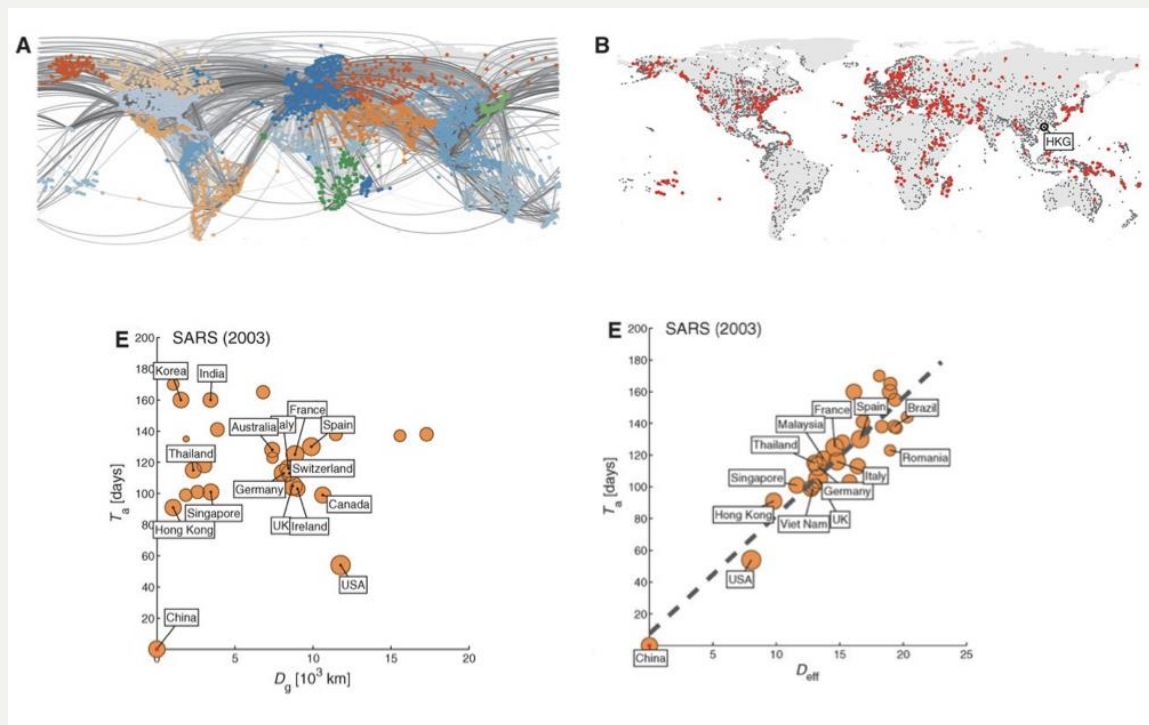 A
B
HKG
E SARS (2003)
200
180
160
140
120
100
80
60
40
20
0
5
10
15
20
T_a [days]
D_g [10^3 km]
Korea
India
France
Australia
aly
Spain
Thailand
Switzerland
Germany
Singapore
Canada
Hong Kong
UK
Ireland
USA
China
E SARS (2003)
200
180
160
140
120
100
80
60
40
20
0
5
10
15
20
25
T_a [days]
D_eff
France
Spain
Brazil
Malaysia
Thailand
Romania
Singapore
Italy
Germany
Hong Kong
Viet Nam
UK
USA
China